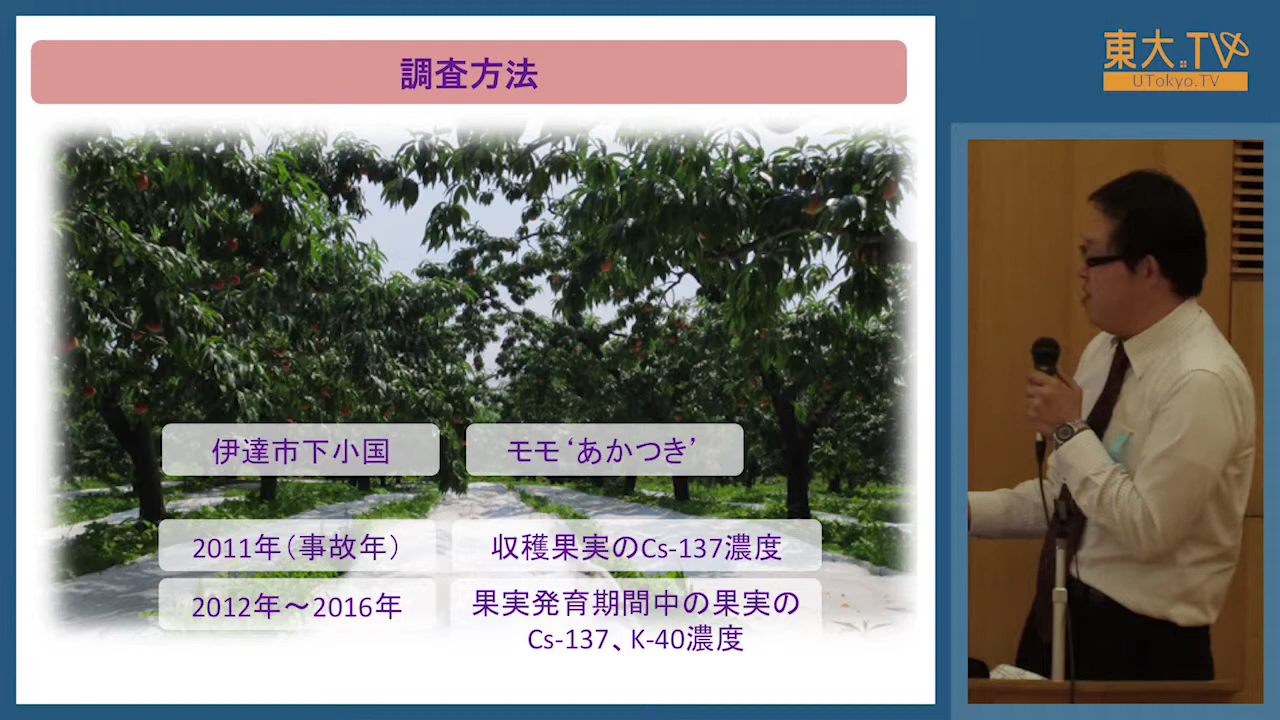 調査方法
東大.TV
UTokyo.TV
伊達市下小国
モモ‘あかつき’
2011年（事故年）
収穫果実のCs-137濃度
2012年～2016年
果実発育期間中の果実の
Cs-137、K-40濃度